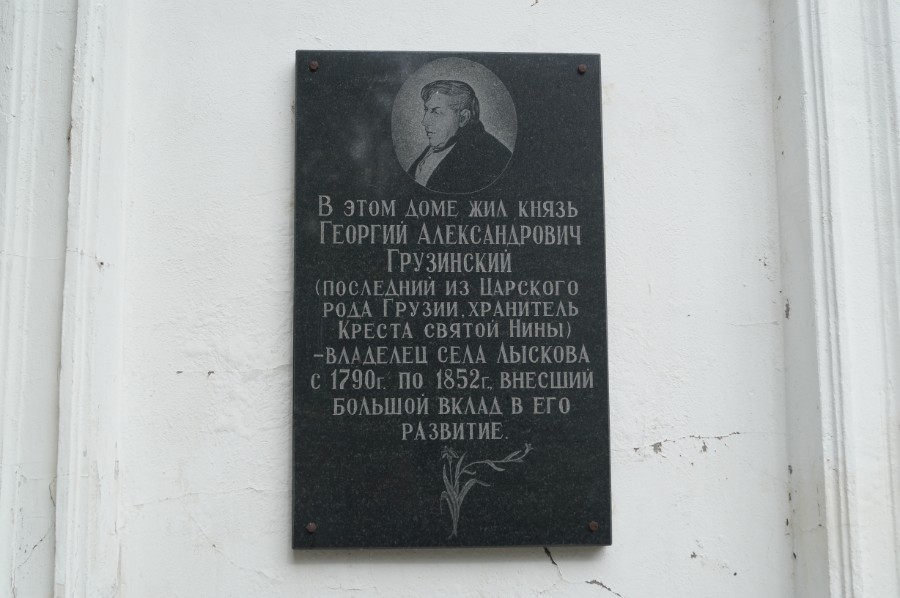 В этом доме жил князь
Георгий Александрович
Грузинский
(последний из Царского
рода Грузии, хранитель
Креста святой Нины)
-владелец села Лыскова
с 1790г. по 1852г., внесший
большой вклад в его
развитие.